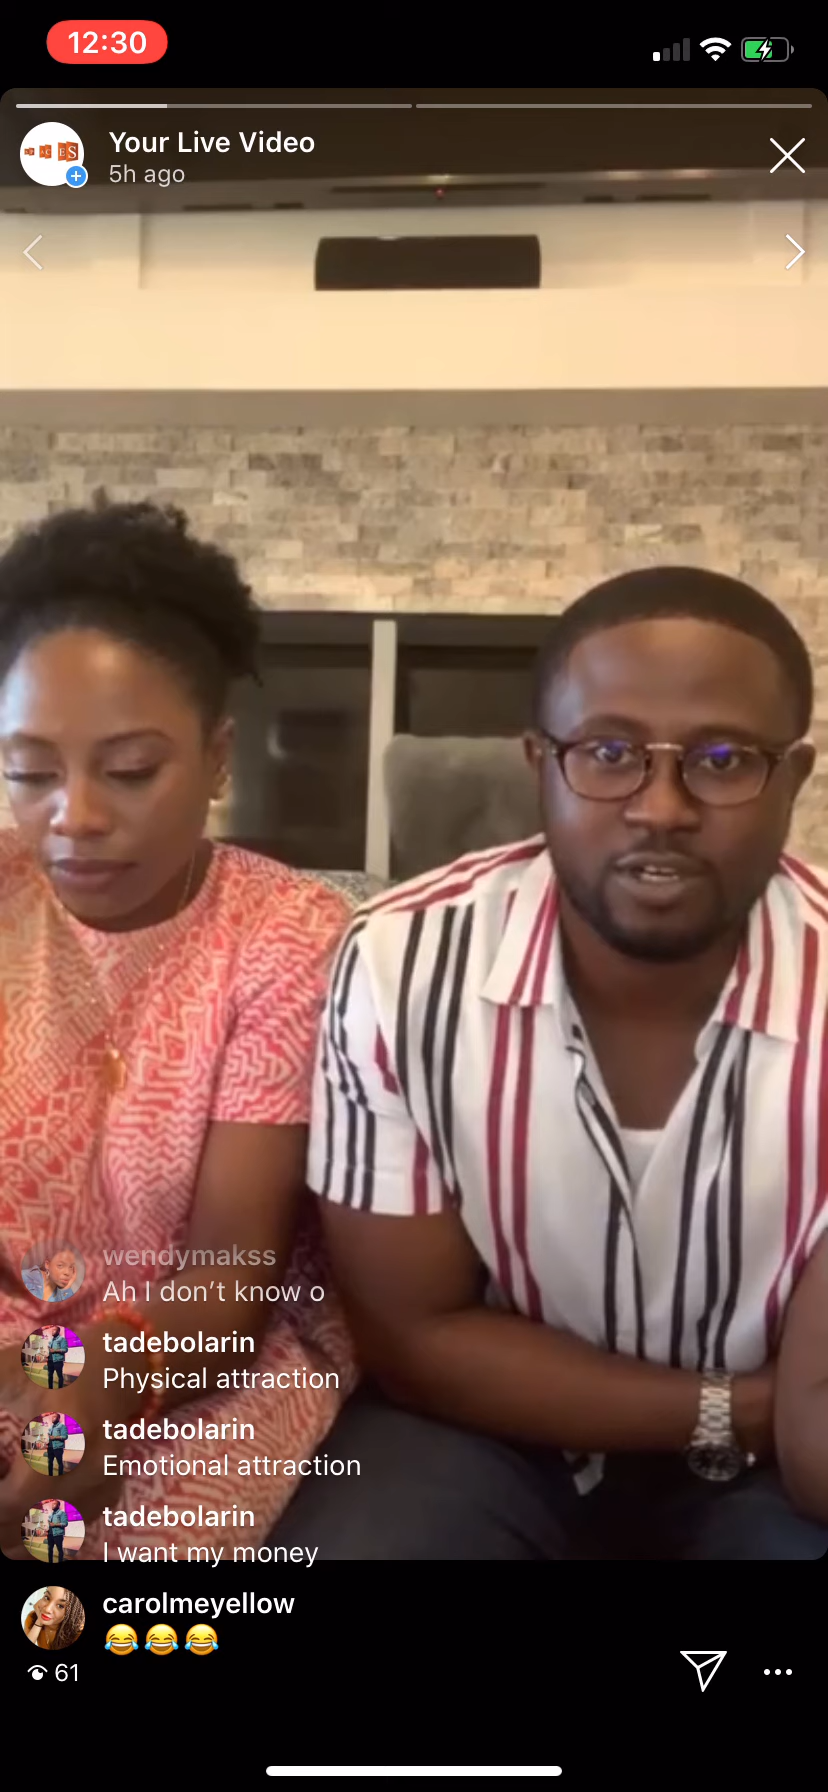 12:30
Your Live Video
5h ago
wendymakss
Ah I don’t know o
tadebolarin
Physical attraction
tadebolarin
Emotional attraction
tadebolarin
I want my money
carolmeyellow
😂😂😂
61